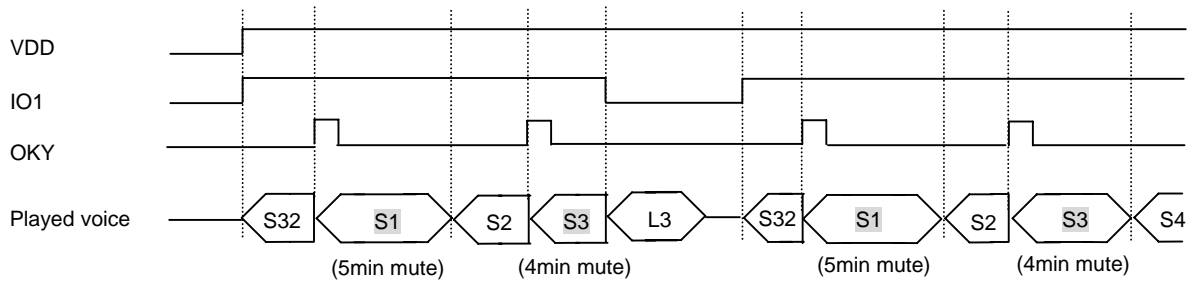 VDD
IO1
OKY
Played voice S32 S1 S2 S3 L3 S32 S1 S2 S3 S4
(5min mute) (4min mute) (5min mute) (4min mute)